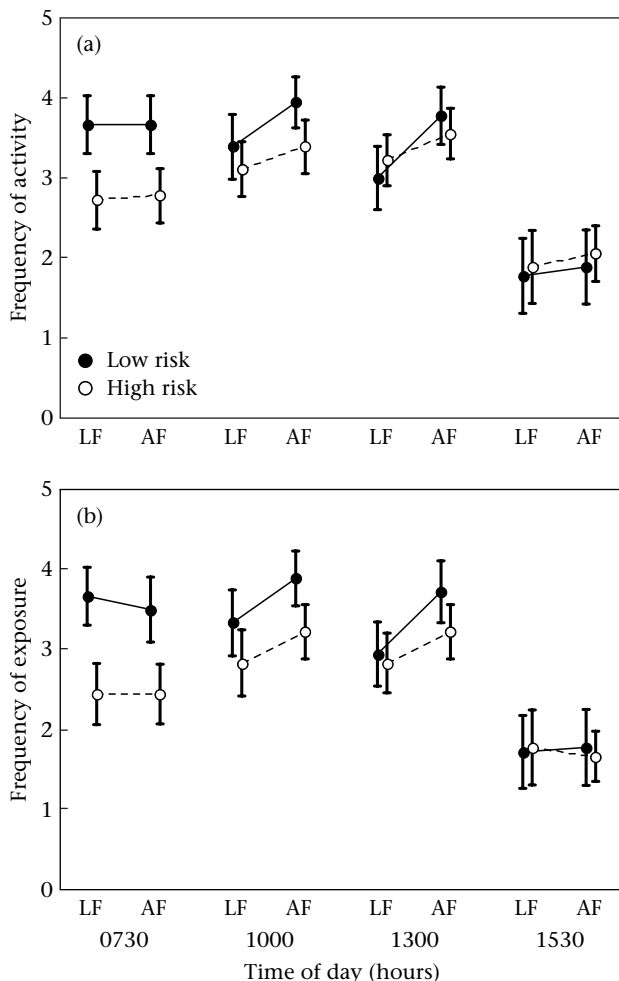 5
(a)
4
3
2
1
0
Frequency of activity
Low risk
High risk
LF AF LF AF LF AF LF AF
5
(b)
4
3
2
1
0
Frequency of exposure
LF AF LF AF LF AF LF AF
0730 1000 1300 1530
Time of day (hours)